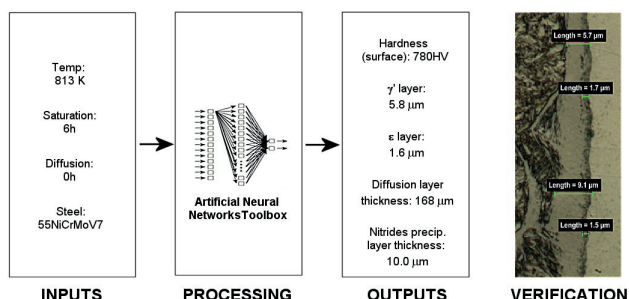 Temp:
813 K
Saturation:
6h
Diffusion:
0h
Steel:
55NiCrMoV7
INPUTS
Artificial Neural
NetworksToolbox
PROCESSING
Hardness
(surface): 780HV
γ' layer:
5.8 μm
ε layer:
1.6 μm
Diffusion layer
thickness: 168 μm
Nitrides precip.
layer thickness:
10.0 μm
OUTPUTS
Length = 5.7 μm
Length = 1.7 μm
Length = 9.1 μm
Length = 1.5 μm
VERIFICATION